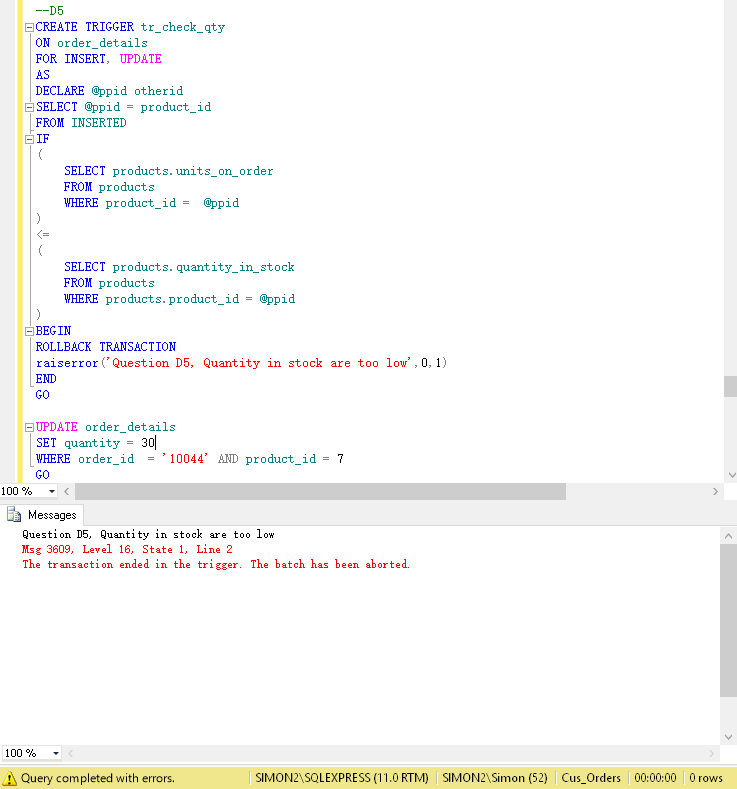 --D5
CREATE TRIGGER tr_check_qty
ON order_details
FOR INSERT, UPDATE
AS
DECLARE @ppid otherid
SELECT @ppid = product_id
FROM INSERTED
IF
(
SELECT products.units_on_order
FROM products
WHERE product_id =  @ppid
)
<=
(
SELECT products.quantity_in_stock
FROM products
WHERE products.product_id = @ppid
)
BEGIN
ROLLBACK TRANSACTION
raiserror('Question D5, Quantity in stock are too low',0,1)
END
GO
UPDATE order_details
SET quantity = 30
WHERE order_id  = '10044' AND product_id = 7
GO
100 %
Messages
Question D5, Quantity in stock are too low
Msg 3609, Level 16, State 1, Line 2
The transaction ended in the trigger. The batch has been aborted.
100 %
Query completed with errors. SIMON2\SQLEXPRESS (11.0 RTM) SIMON2\Simon (52) Cus_Orders 00:00:00 0 rows